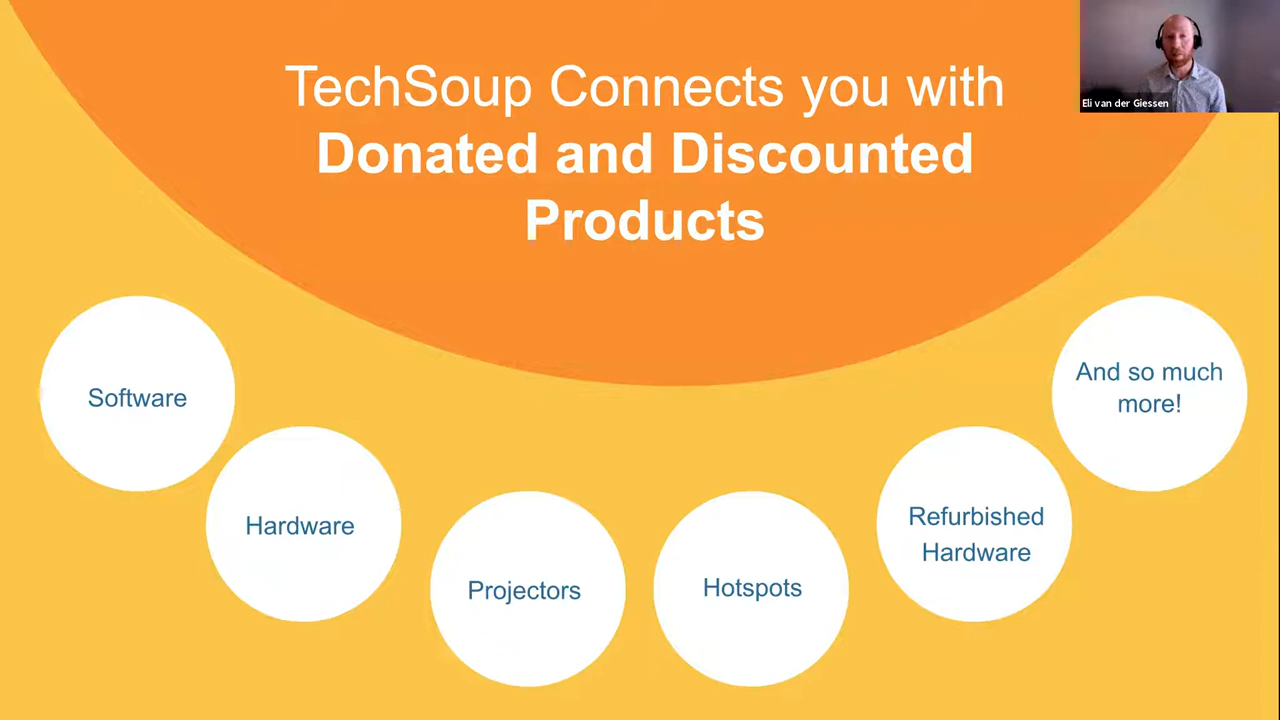 TechSoup Connects you with
Donated and Discounted
Products
Eli van der Giessen
Software
Hardware
Projectors
Hotspots
Refurbished
Hardware
And so much
more!